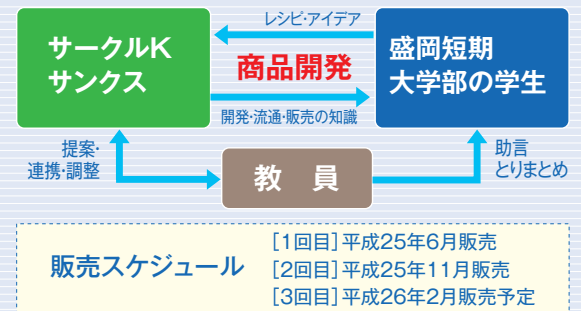 レシピ・アイデア
サークルK
サンクス
商品開発
盛岡短期
大学部の学生
開発・流通・販売の知識
提案・
連携・調整
教 員
助言
とりまとめ
販売スケジュール
[1回目]平成25年6月販売
[2回目]平成25年11月販売
[3回目]平成26年2月販売予定